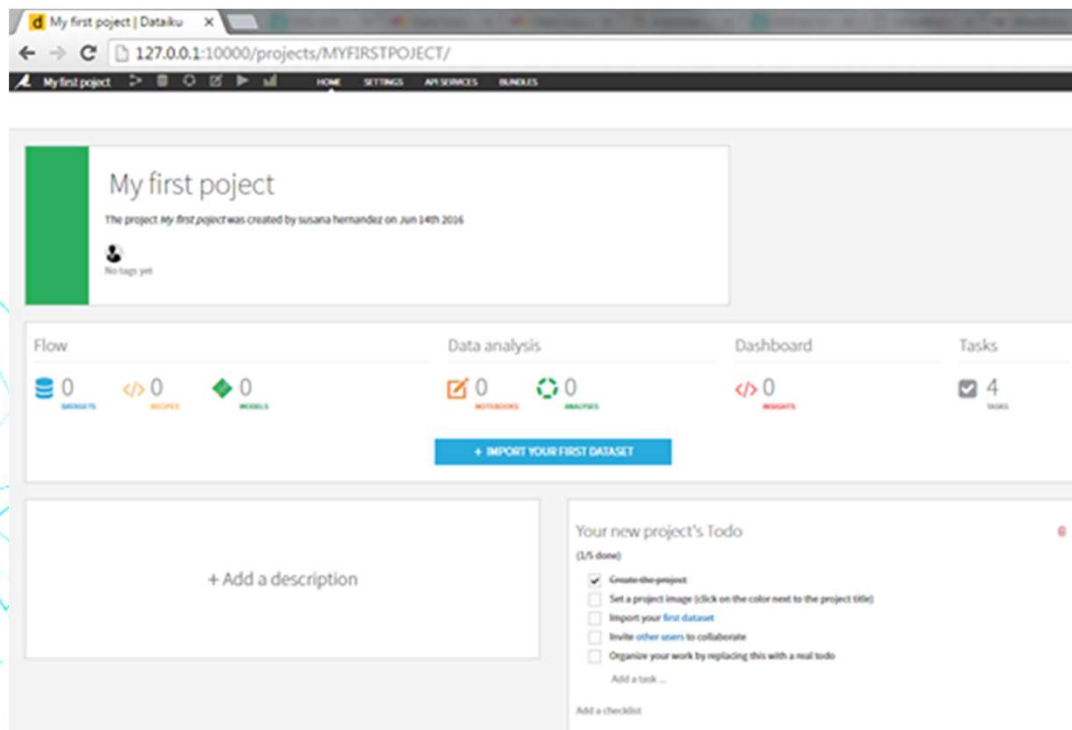 My first poject | Dataiku
127.0.0.1:10000/projects/MYFIRSTPOJECT/
My first poject HOME SETTINGS API SERVICES BUNDLES
My first poject
The project My first poject was created by susana hernandez on Jun 14th 2016
No tags yet
Flow Data analysis Dashboard Tasks
0 0 0 0 0 0 4
DATASETS RECIPES MODELS NOTEBOOKS ANALYSES INSIGHTS TASKS
+ IMPORT YOUR FIRST DATASET
+ Add a description
Your new project's Todo
(1/5 done)
Create the project
Set a project image (click on the color next to the project title)
Import your first dataset
Invite other users to collaborate
Organize your work by replacing this with a real todo
Add a task ...
Add a checklist